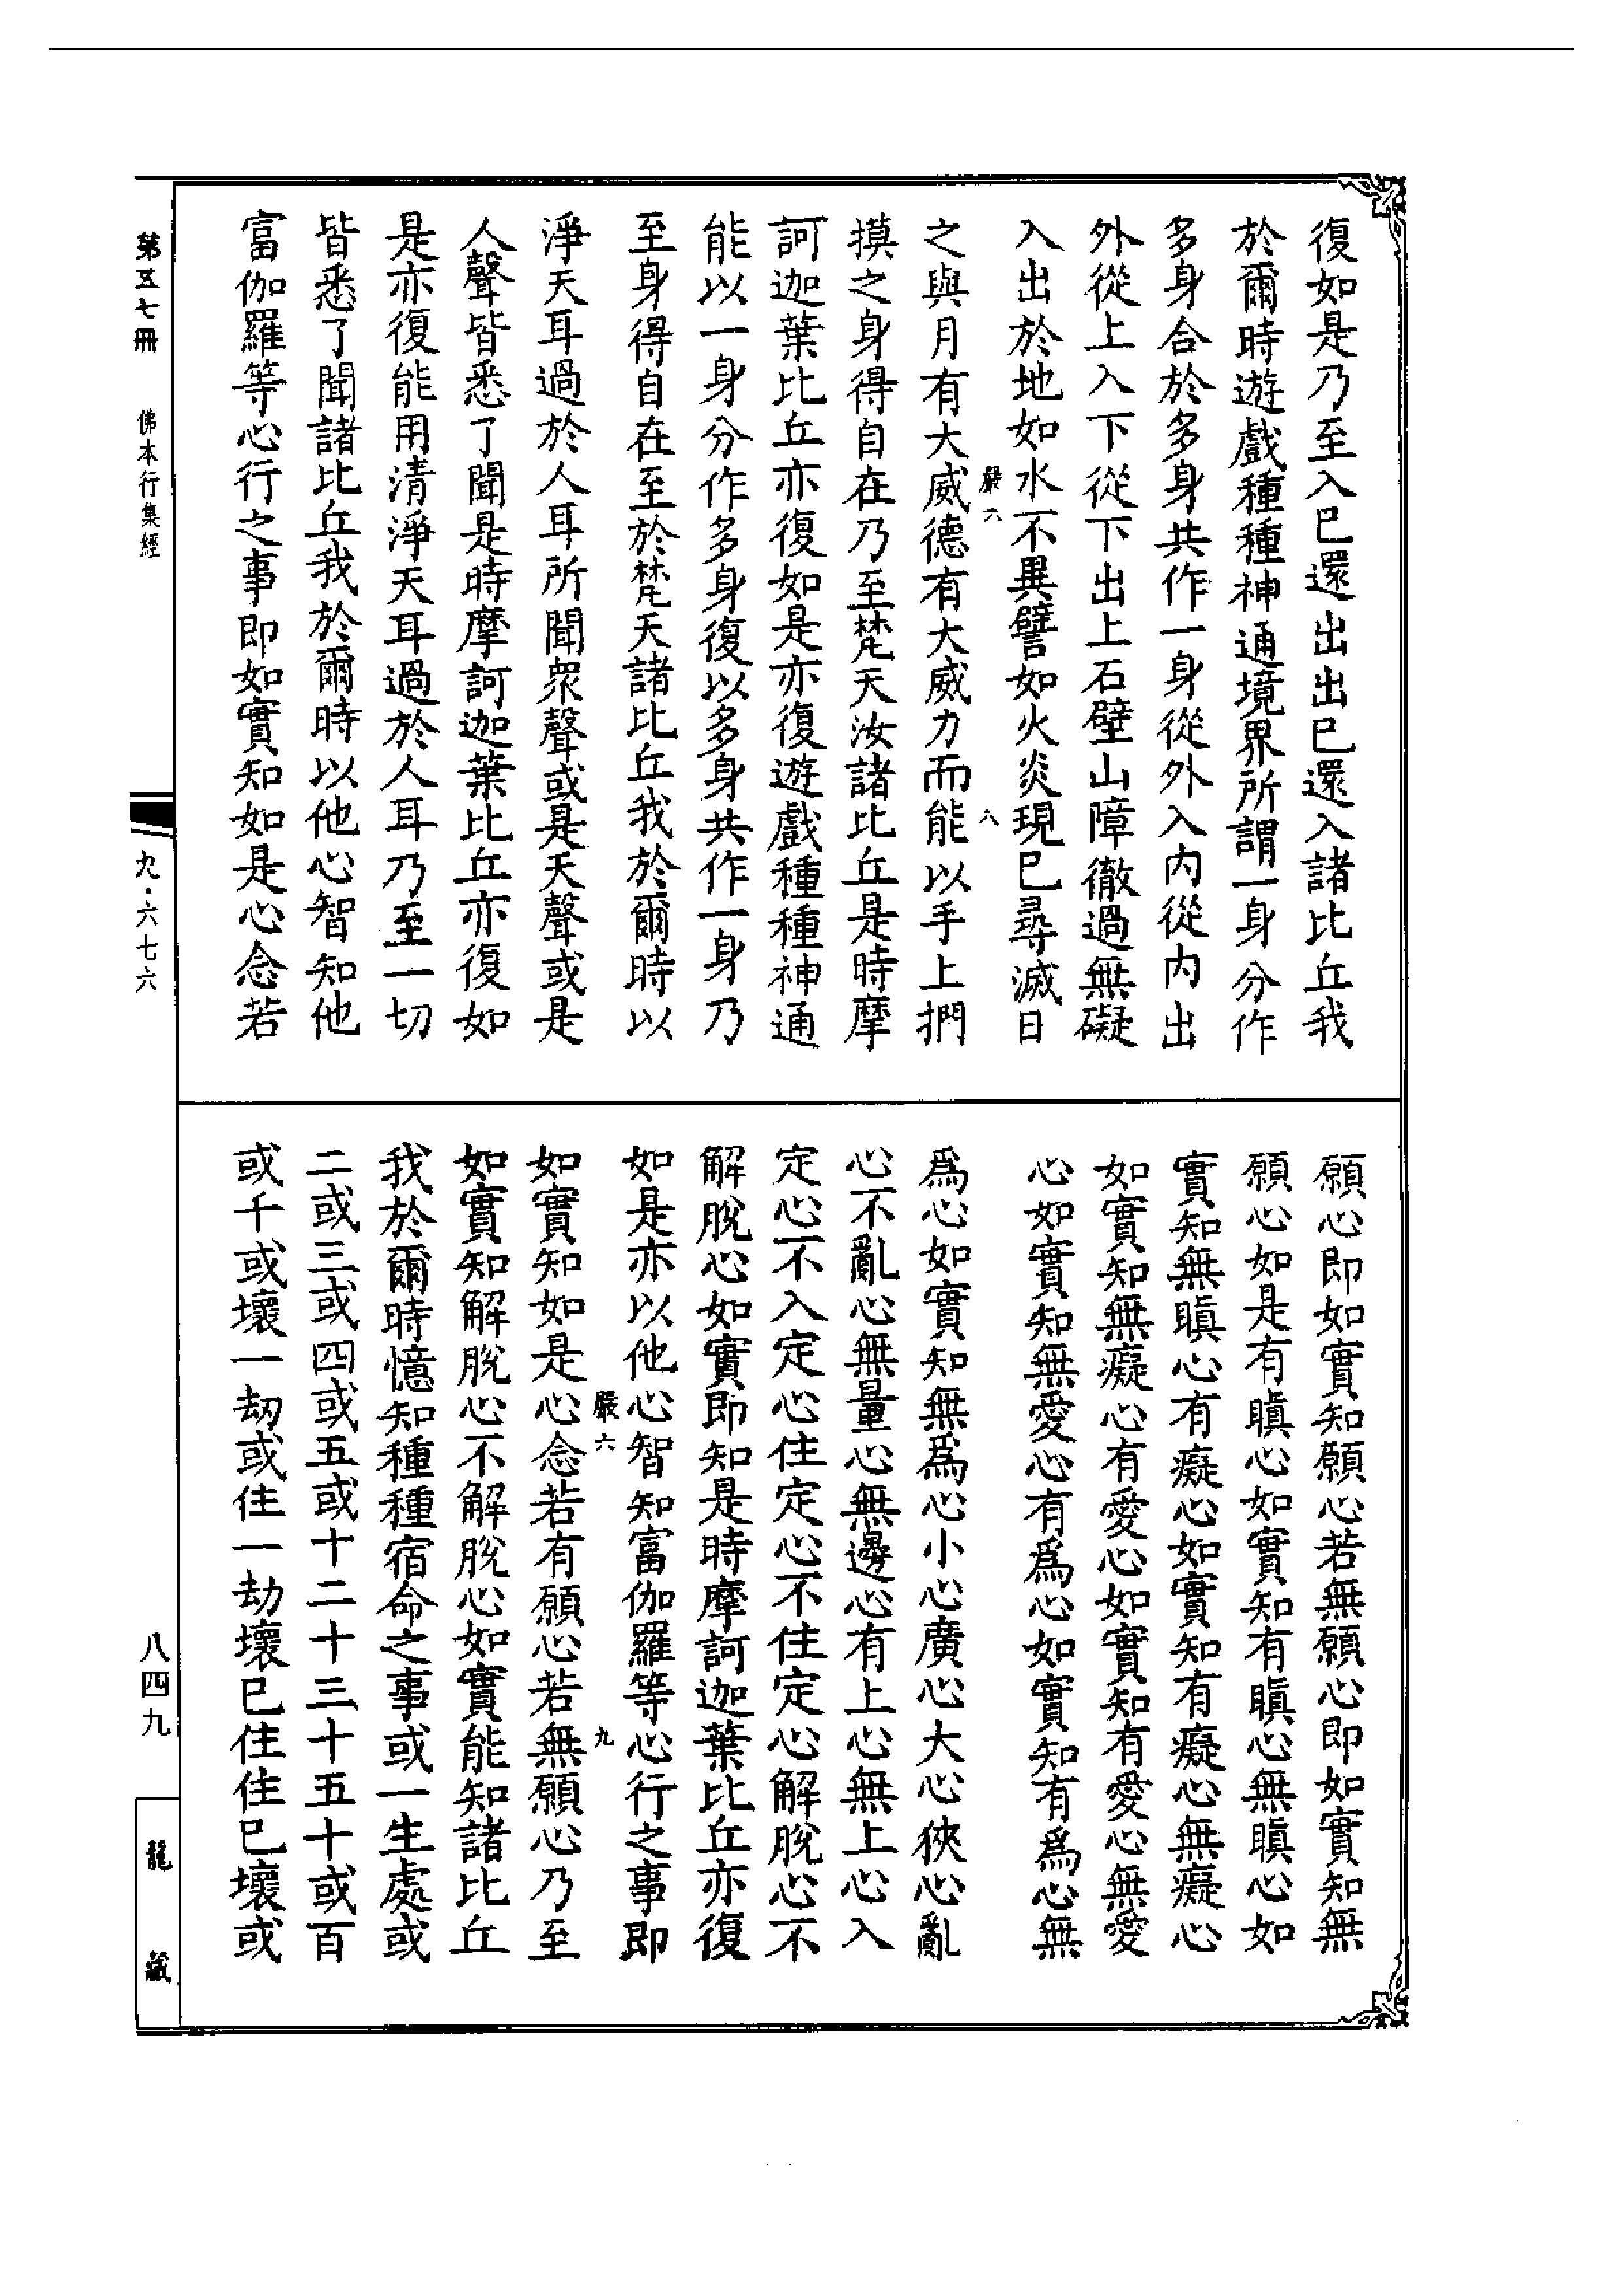 復如是乃至入已還出出已還入諸比丘我
於爾時遊戲種種神通境界所謂一身分作
多身合於多身共作一身從外入內從內出
外從上入下從下出上石壁山障徹過無礙
入出於地如水不異譬如火炎現已尋滅日
嚴六 八
之與月有大威德有大威力而能以手上捫
摸之身得自在乃至梵天汝諸比丘是時摩
訶迦葉比丘亦復如是亦復遊戲種種神通
能以一身分作多身復以多身共作一身乃
至身得自在至於梵天諸比丘我於爾時以
淨天耳過於人耳所聞眾聲或是天聲或是
人聲皆悉了聞是時摩訶迦葉比丘亦復如
是亦復能用清淨天耳過於人耳乃至一切
皆悉了聞諸比丘我於爾時以他心智知他
富伽羅等心行之事即如實知如是心念若
願心即如實知願心若無願心即如實知無
願心如是有瞋心如實知有瞋心無瞋心如
實知無瞋心有癡心如實知有癡心無癡心
如實知無癡心有愛心如實知有愛心無愛
心如實知無愛心有為心如實知有為心無
為心如實知無為心小心廣心大心狹心亂
心不亂心無量心無邊心有上心無上心入
定心不入定心住定心不住定心解脫心不
解脫心如實即知是時摩訶迦葉比丘亦復
如是亦以他心智知富伽羅等心行之事即
嚴六 九
如實知如是心念若有願心若無願心乃至
如實知解脫心不解脫心如實能知諸比丘
我於爾時憶知種種宿命之事或一生處或
二或三或四或五或十二十三十五十或百
或千或壞一劫或住一劫壞已住住已壞或
第五七冊 佛本行集經
九·六七六
八四九
龍藏